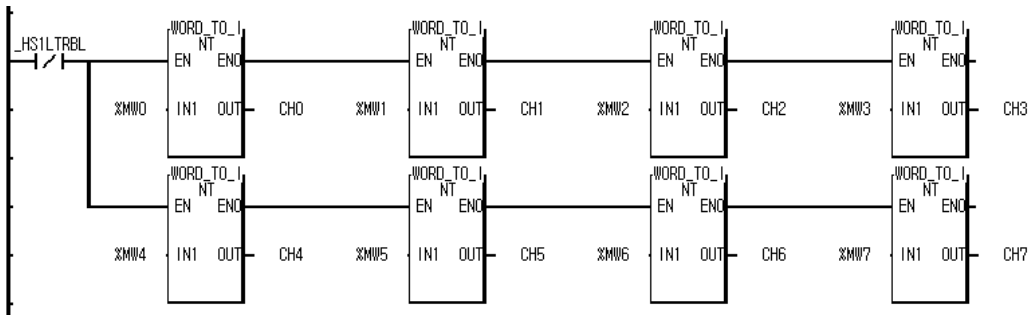 WORD_TO_I WORD_TO_I WORD_TO_I WORD_TO_I
_HS1LTRBL NT NT NT NT
EN ENO EN ENO EN ENO EN ENO
%MW0 IN1 OUT CH0 %MW1 IN1 OUT CH1 %MW2 IN1 OUT CH2 %MW3 IN1 OUT CH3
WORD_TO_I WORD_TO_I WORD_TO_I WORD_TO_I
NT NT NT NT
EN ENO EN ENO EN ENO EN ENO
%MW4 IN1 OUT CH4 %MW5 IN1 OUT CH5 %MW6 IN1 OUT CH6 %MW7 IN1 OUT CH7